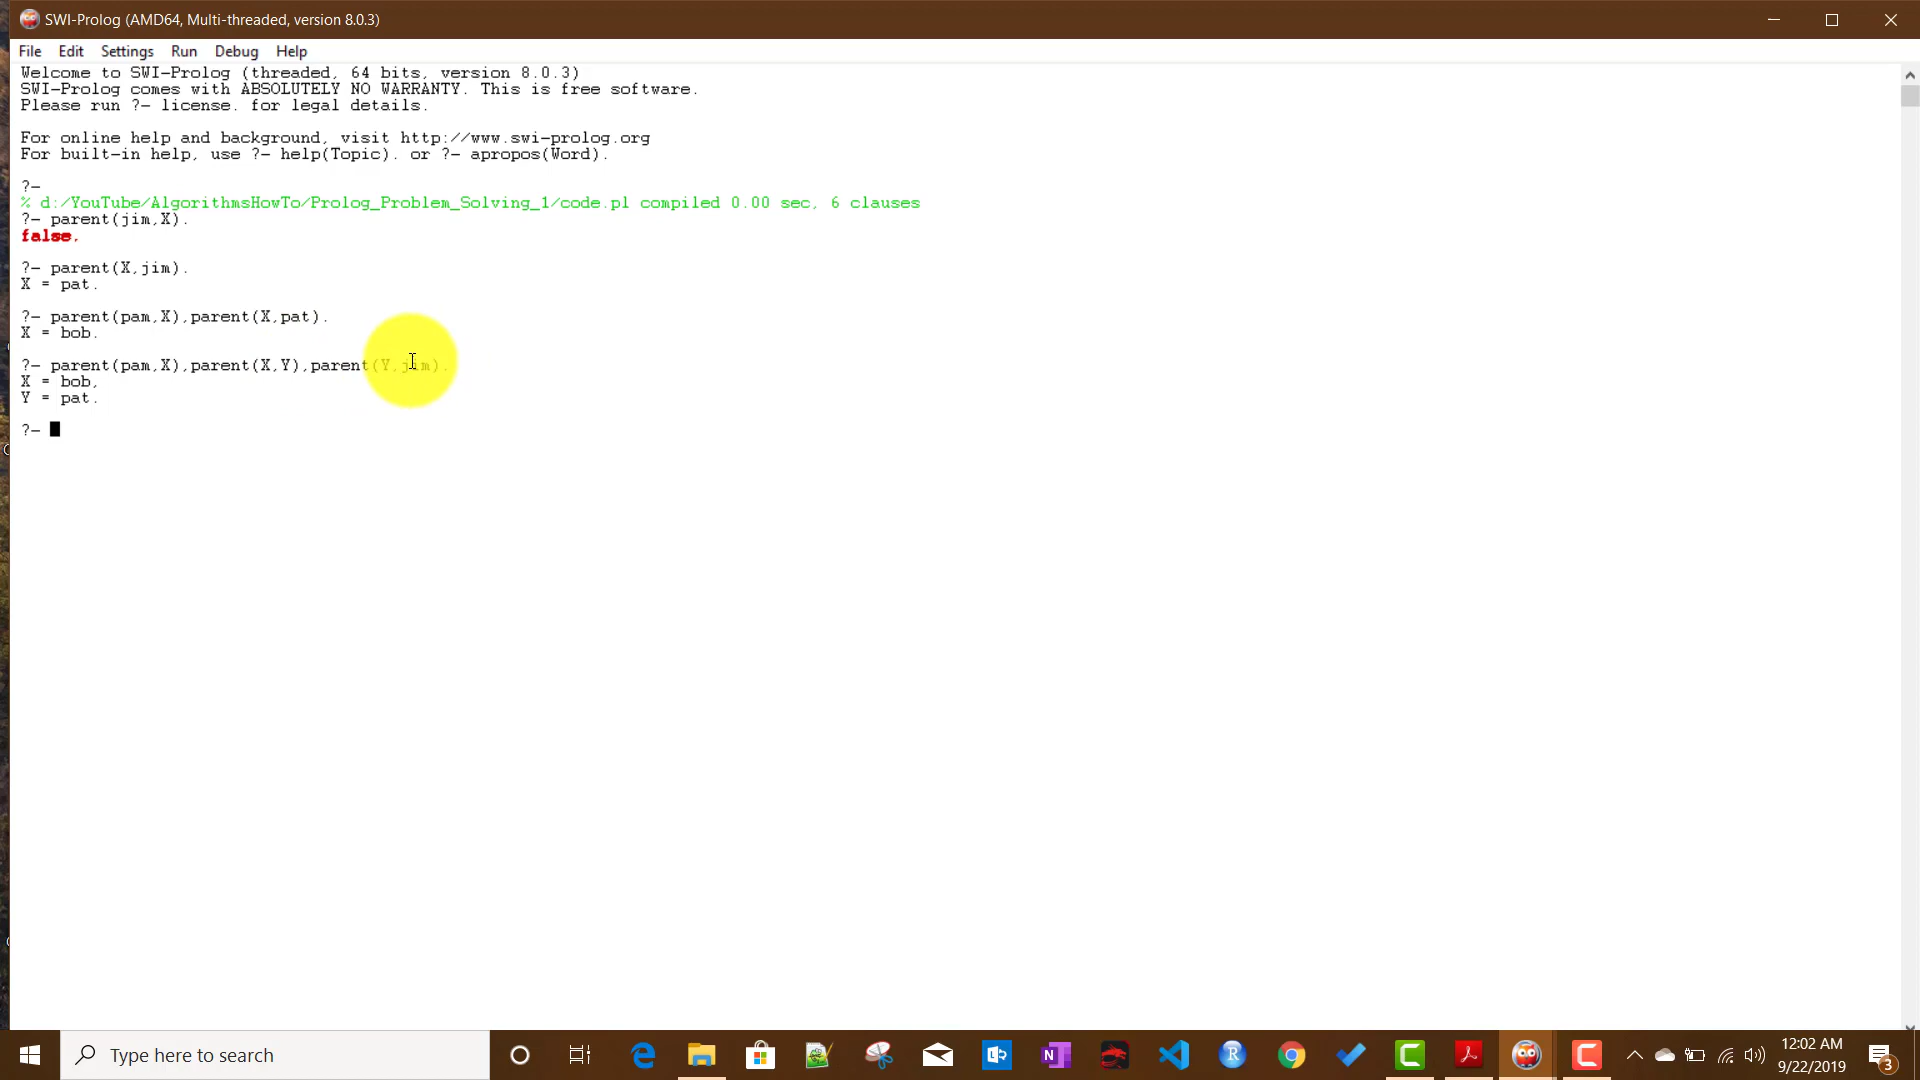 SWI-Prolog (AMD64, Multi-threaded, version 8.0.3)
File Edit Settings Run Debug Help
Welcome to SWI-Prolog (threaded, 64 bits, version 8.0.3)
SWI-Prolog comes with ABSOLUTELY NO WARRANTY. This is free software.
Please run ?- license. for legal details.
For online help and background, visit http://www.swi-prolog.org
For built-in help, use ?- help(Topic). or ?- apropos(Word).
?-
% d:/YouTube/AlgorithmsHowTo/Prolog_Problem_Solving_1/code.pl compiled 0.00 sec, 6 clauses
?- parent(jim,X).
false.
?- parent(X,jim).
X = pat.
?- parent(pam,X),parent(X,pat).
X = bob.
?- parent(pam,X),parent(X,Y),parent(Y,jim).
X = bob,
Y = pat.
?-
Type here to search
12:02 AM
9/22/2019
3